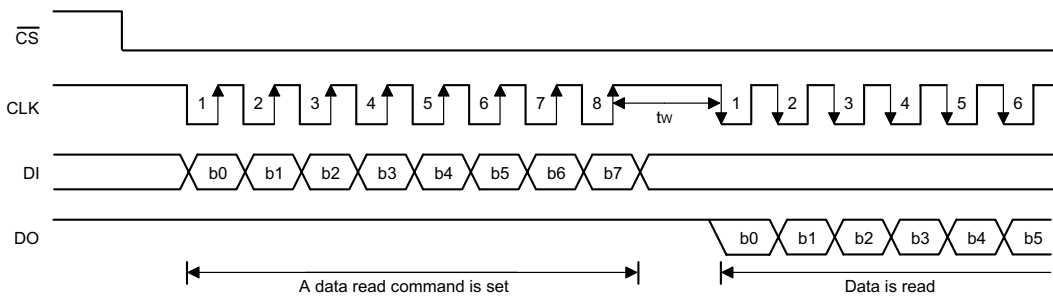 CS
CLK 1 2 3 4 5 6 7 8 tw 1 2 3 4 5 6
DI b0 b1 b2 b3 b4 b5 b6 b7
DO b0 b1 b2 b3 b4 b5
A data read command is set Data is read